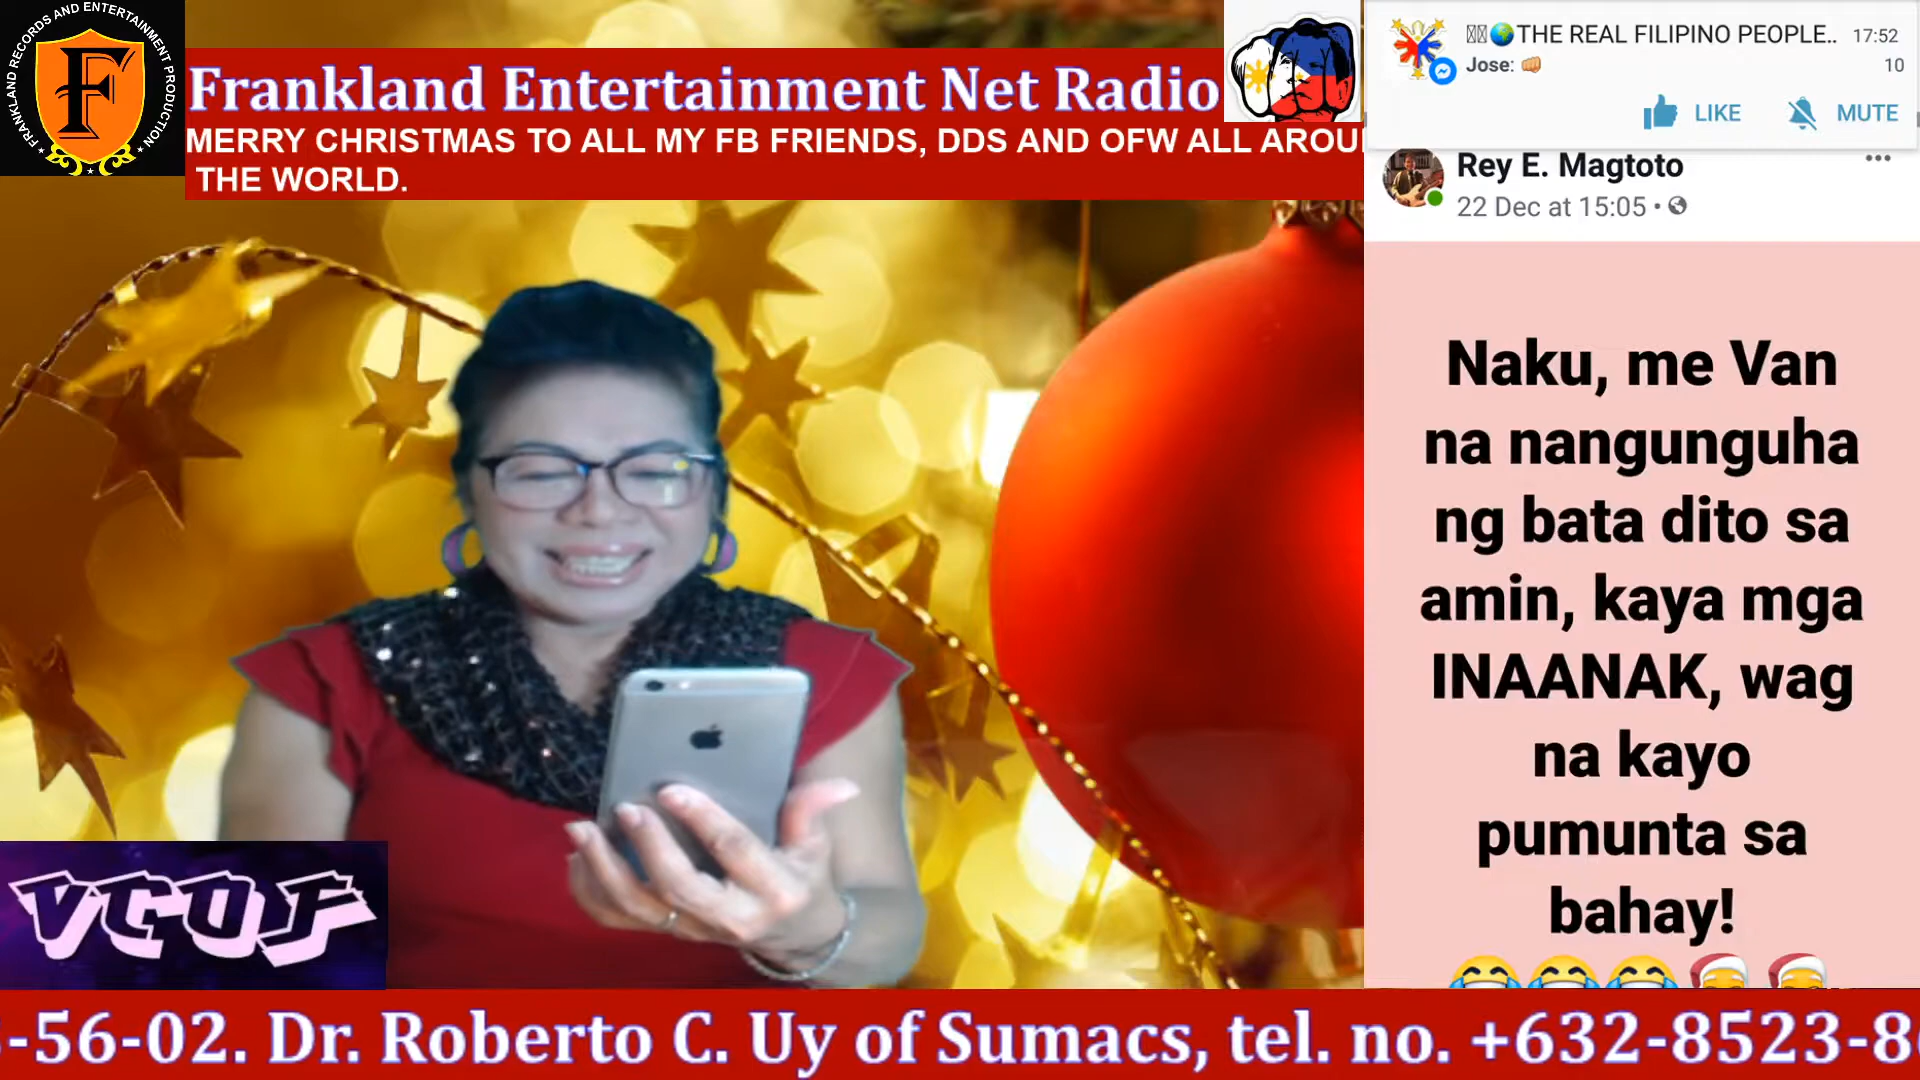 FRANKLAND RECORDS AND ENTERTAINMENT PRODUCTION
F
Frankland Entertainment Net Radio
MERRY CHRISTMAS TO ALL MY FB FRIENDS, DDS AND OFW ALL AROU
THE WORLD.
THE REAL FILIPINO PEOPLE.. 17:52
Jose: 👊 10
LIKE MUTE
Rey E. Magtoto
22 Dec at 15:05 •
Naku, me Van
na nangunguha
ng bata dito sa
amin, kaya mga
INAANAK, wag
na kayo
pumunta sa
bahay!
😂😂😂🎅🎅
VCOF
-56-02. Dr. Roberto C. Uy of Sumacs, tel. no. +632-8523-8